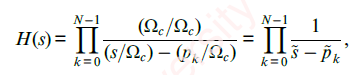 H(s) = ∏_{k=0}^{N-1} (Ω_c/Ω_c) / ((s/Ω_c) − (p_k/Ω_c)) = ∏_{k=0}^{N-1} 1 / (s̃ − p̃_k),